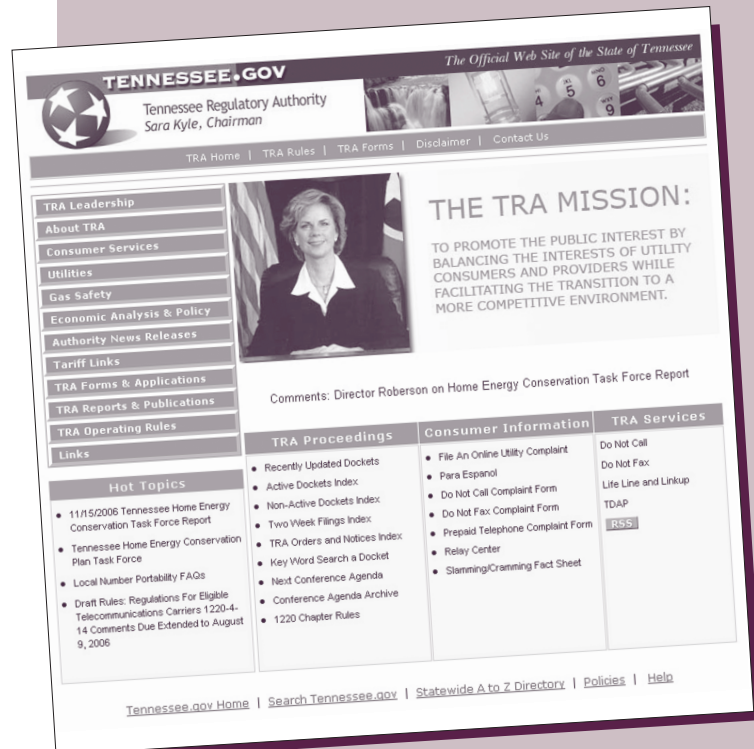 TENNESSEE.GOV
The Official Web Site of the State of Tennessee
Tennessee Regulatory Authority
Sara Kyle, Chairman
4 5 6
9
TRA Home | TRA Rules | TRA Forms | Disclaimer | Contact Us
TRA Leadership
About TRA
Consumer Services
Utilities
Gas Safety
Economic Analysis & Policy
Authority News Releases
Tariff Links
TRA Forms & Applications
TRA Reports & Publications
TRA Operating Rules
Links
THE TRA MISSION:
TO PROMOTE THE PUBLIC INTEREST BY
BALANCING THE INTERESTS OF UTILITY
CONSUMERS AND PROVIDERS WHILE
FACILITATING THE TRANSITION TO A
MORE COMPETITIVE ENVIRONMENT.
Comments: Director Roberson on Home Energy Conservation Task Force Report
Hot Topics
• 11/15/2006 Tennessee Home Energy
Conservation Task Force Report
• Tennessee Home Energy Conservation
Plan Task Force
• Local Number Portability FAQs
• Draft Rules: Regulations For Eligible
Telecommunications Carriers 1220-4-
14 Comments Due Extended to August
9, 2006
TRA Proceedings
• Recently Updated Dockets
• Active Dockets Index
• Non-Active Dockets Index
• Two Week Filings Index
• TRA Orders and Notices Index
• Key Word Search a Docket
• Next Conference Agenda
• Conference Agenda Archive
• 1220 Chapter Rules
Consumer Information
• File An Online Utility Complaint
• Para Espanol
• Do Not Call Complaint Form
• Do Not Fax Complaint Form
• Prepaid Telephone Complaint Form
• Relay Center
• Slamming/Cramming Fact Sheet
TRA Services
Do Not Call
Do Not Fax
Life Line and Linkup
TDAP
RSS
Tennessee.gov Home | Search Tennessee.gov | Statewide A to Z Directory | Policies | Help